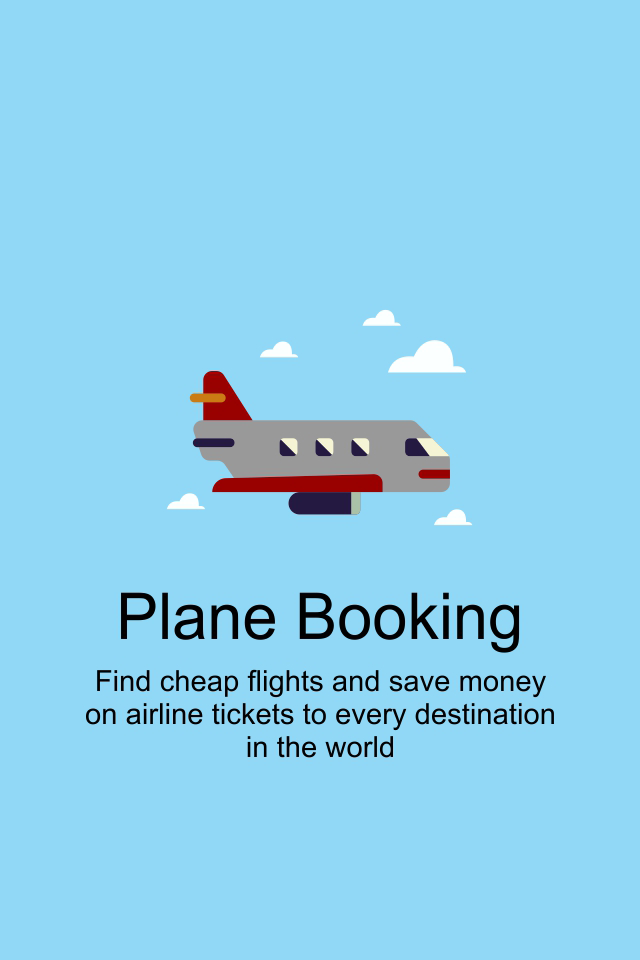 Plane Booking
Find cheap flights and save money
on airline tickets to every destination
in the world